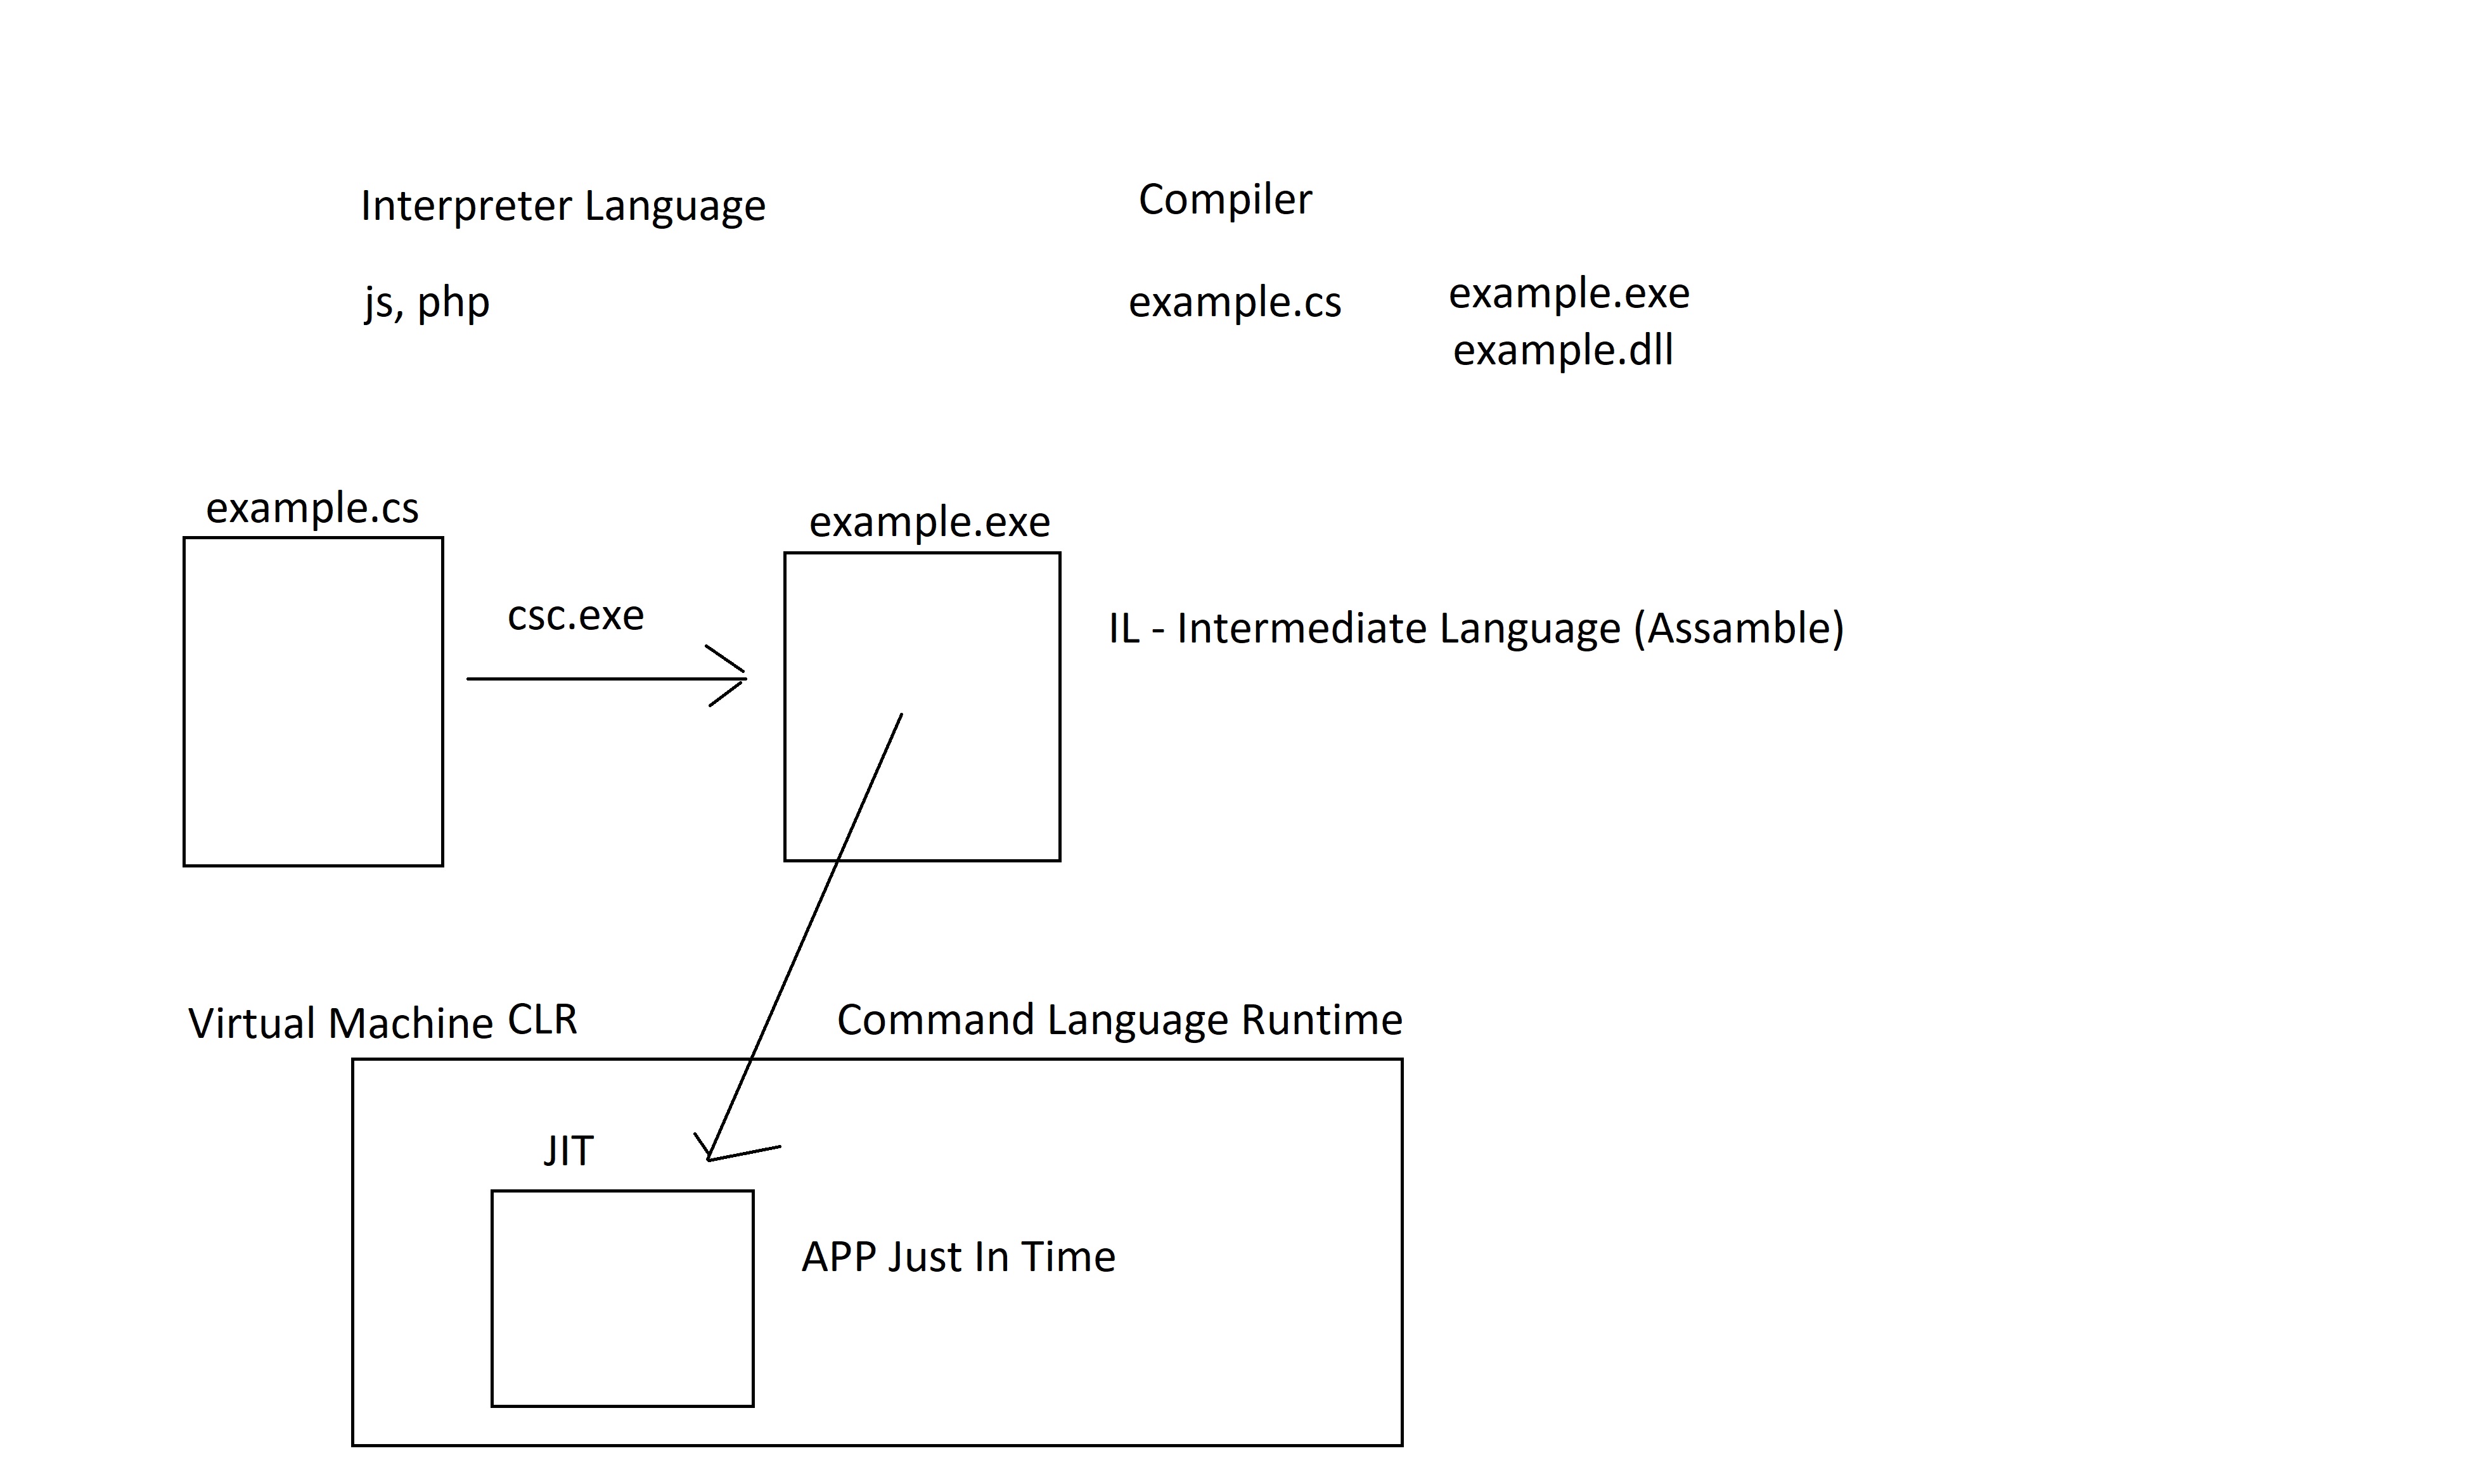 Interpreter Language
Compiler
js, php
example.cs
example.exe
example.dll
example.cs
example.exe
csc.exe
IL - Intermediate Language (Assamble)
Virtual Machine CLR
Command Language Runtime
JIT
APP Just In Time